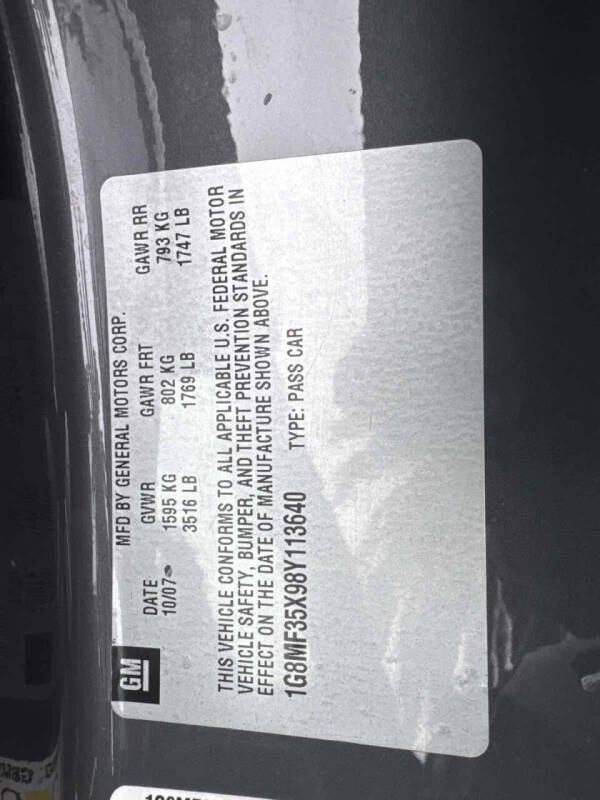 GM
MFD BY GENERAL MOTORS CORP.
DATE GVWR GAWR FRT GAWR RR
10/07 1595 KG 802 KG 793 KG
3516 LB 1769 LB 1747 LB
THIS VEHICLE CONFORMS TO ALL APPLICABLE U.S. FEDERAL MOTOR
VEHICLE SAFETY, BUMPER, AND THEFT PREVENTION STANDARDS IN
EFFECT ON THE DATE OF MANUFACTURE SHOWN ABOVE.
1G8MF35X98Y113640 TYPE: PASS CAR